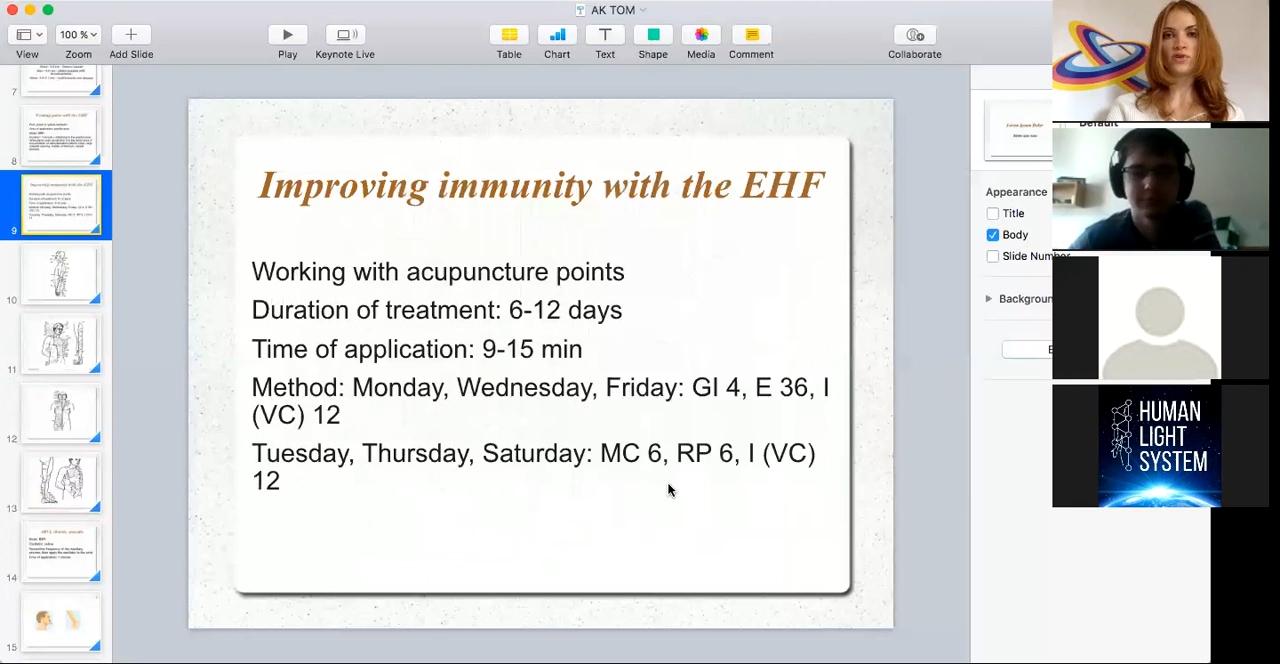 AK TOM
100 %
View
Zoom
Add Slide
Play
Keynote Live
Table
Chart
Text
Shape
Media
Comment
Collaborate
7
8
9
10
11
12
13
14
15
Improving immunity with the EHF
Working with acupuncture points
Duration of treatment: 6-12 days
Time of application: 9-15 min
Method: Monday, Wednesday, Friday: GI 4, E 36, I
(VC) 12
Tuesday, Thursday, Saturday: MC 6, RP 6, I (VC)
12
Appearance
Title
Body
Slide Number
HUMAN
LIGHT
SYSTEM